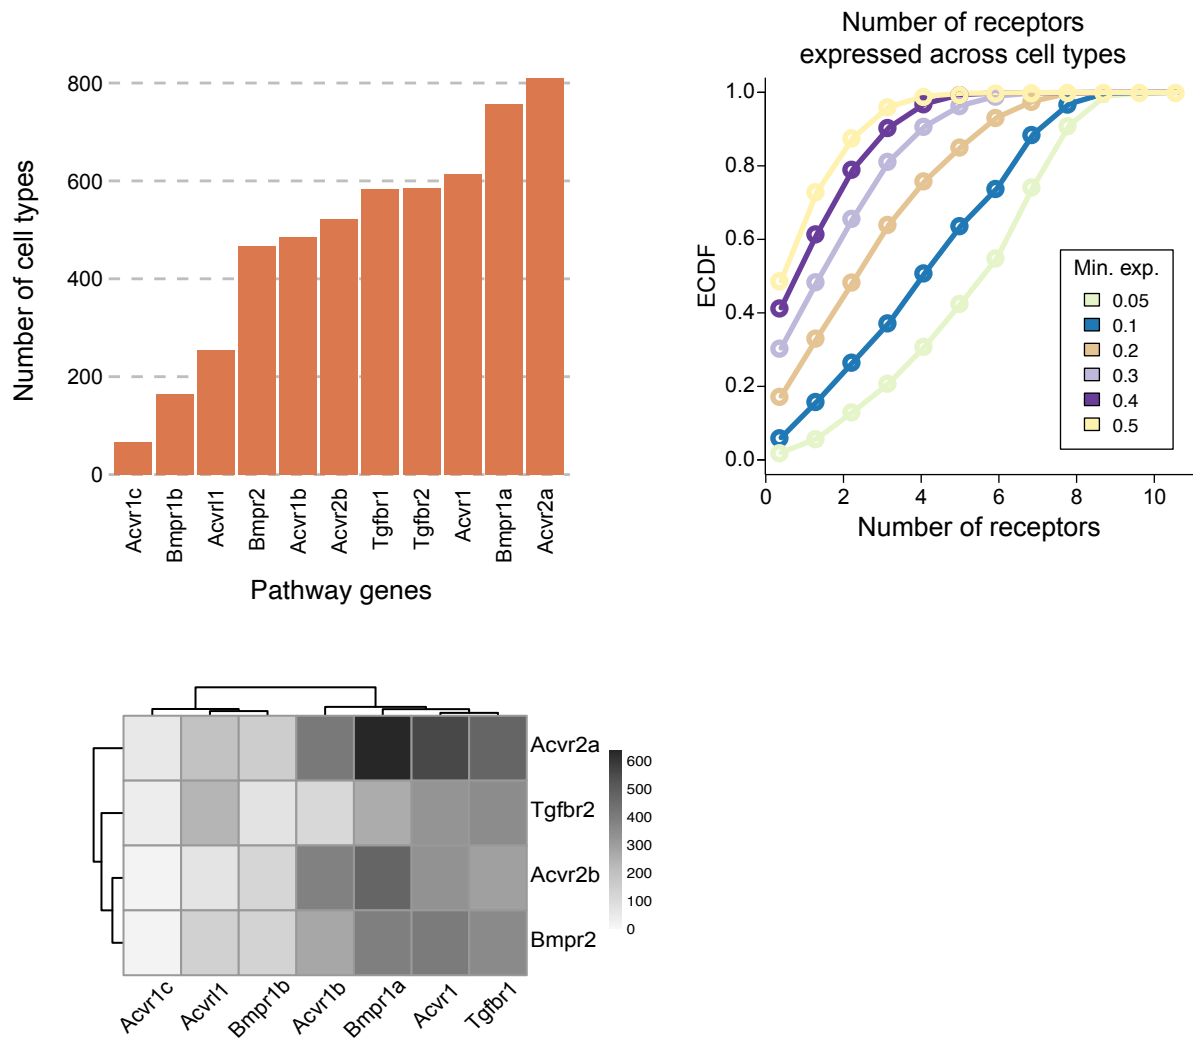 Number of cell types
800
600
400
200
0
Acvr1c
Bmpr1b
Acvrl1
Bmpr2
Acvr1b
Acvr2b
Tgfbr1
Tgfbr2
Acvr1
Bmpr1a
Acvr2a
Pathway genes
Number of receptors
expressed across cell types
ECDF
1.0
0.8
0.6
0.4
0.2
0.0
0 2 4 6 8 10
Number of receptors
Min. exp.
0.05
0.1
0.2
0.3
0.4
0.5
Acvr2a
Tgfbr2
Acvr2b
Bmpr2
600
500
400
300
200
100
0
Acvr1c
Acvrl1
Bmpr1b
Acvr1b
Bmpr1a
Acvr1
Tgfbr1